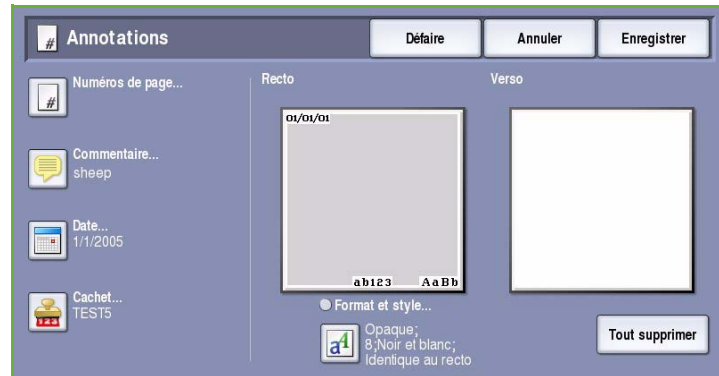 # Annotations
Défaire
Annuler
Enregistrer
# Numéros de page...
Commentaire...
sheep
Date...
1/1/2005
Cachet...
TEST5
Recto
Verso
01/01/01
ab123 AaBb
Format et style...
aA Opaque;
8;Noir et blanc;
Identique au recto
Tout supprimer